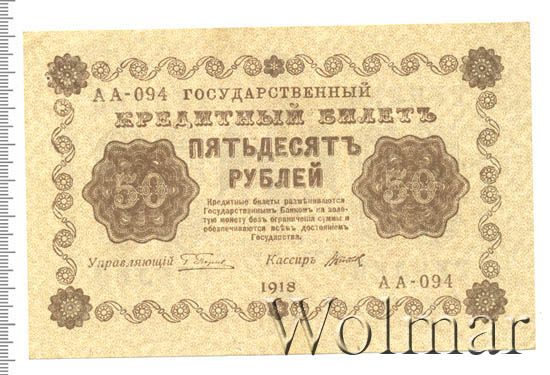 АА-094 ГОСУДАРСТВЕННЫЙ
КРЕДИТНЫЙ БИЛЕТЪ
ПЯТЬДЕСЯТЪ
РУБЛЕЙ
50
50
Кредитные билеты размѣниваются
Государственнымъ Банкомъ на золо-
тую монету безъ ограниченія суммы и
обезпечиваются всѣмъ достояніемъ
Государства.
Управляющій
Кассиръ
1918
АА-094
Wolmar